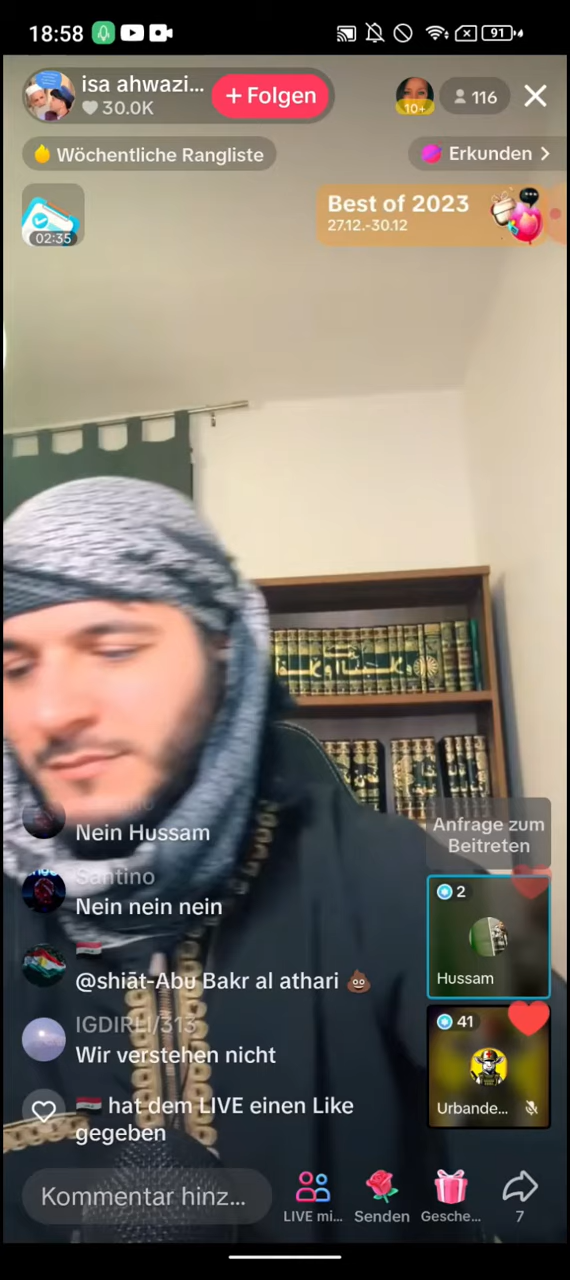 18:58
91
isa ahwazi...
+ Folgen
30.0K
10+
116
Wöchentliche Rangliste
Erkunden
02:35
Best of 2023
27.12.-30.12
Nein Hussam
Santino
Nein nein nein
@shiāt-Abu Bakr al athari 💩
IGDIRLI/313
Wir verstehen nicht
🇮🇶 hat dem LIVE einen Like
gegeben
Anfrage zum
Beitreten
2
Hussam
41
Urbande...
Kommentar hinz...
LIVE mi...
Senden
Gesche...
7